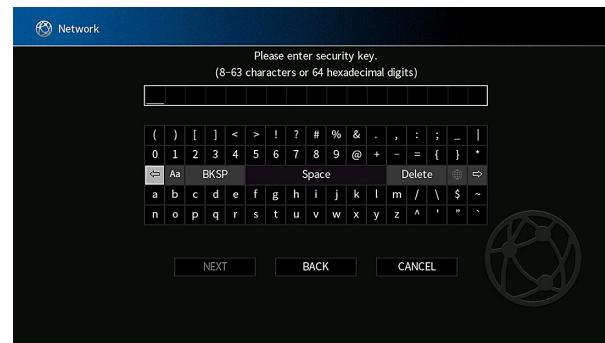 Network
Please enter security key.
(8-63 characters or 64 hexadecimal digits)
( ) [ ] < > ! ? # % & . , : ; _ |
0 1 2 3 4 5 6 7 8 9 @ + - = { } *
⇦ Aa BKSP Space Delete ⇨
a b c d e f g h i j k l m / \ $ ~
n o p q r s t u v w x y z ^ ' " `
NEXT BACK CANCEL